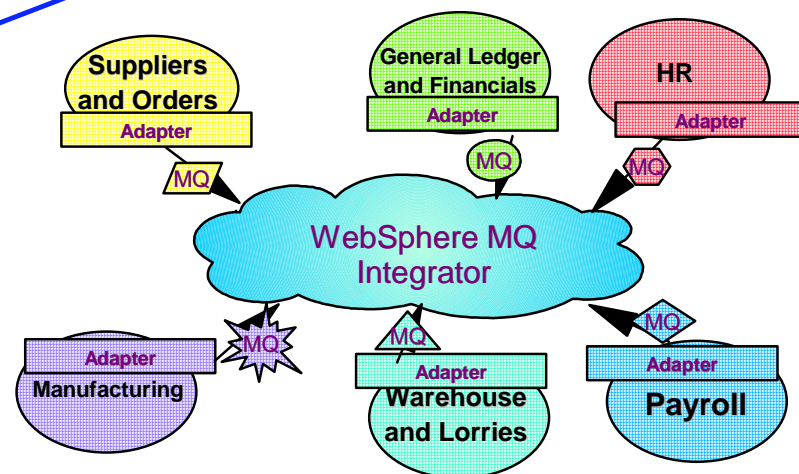 Suppliers
and Orders
Adapter
MQ
General Ledger
and Financials
Adapter
MQ
HR
Adapter
MQ
WebSphere MQ
Integrator
Adapter
Manufacturing
MQ
MQ
Adapter
Warehouse
and Lorries
MQ
Adapter
Payroll